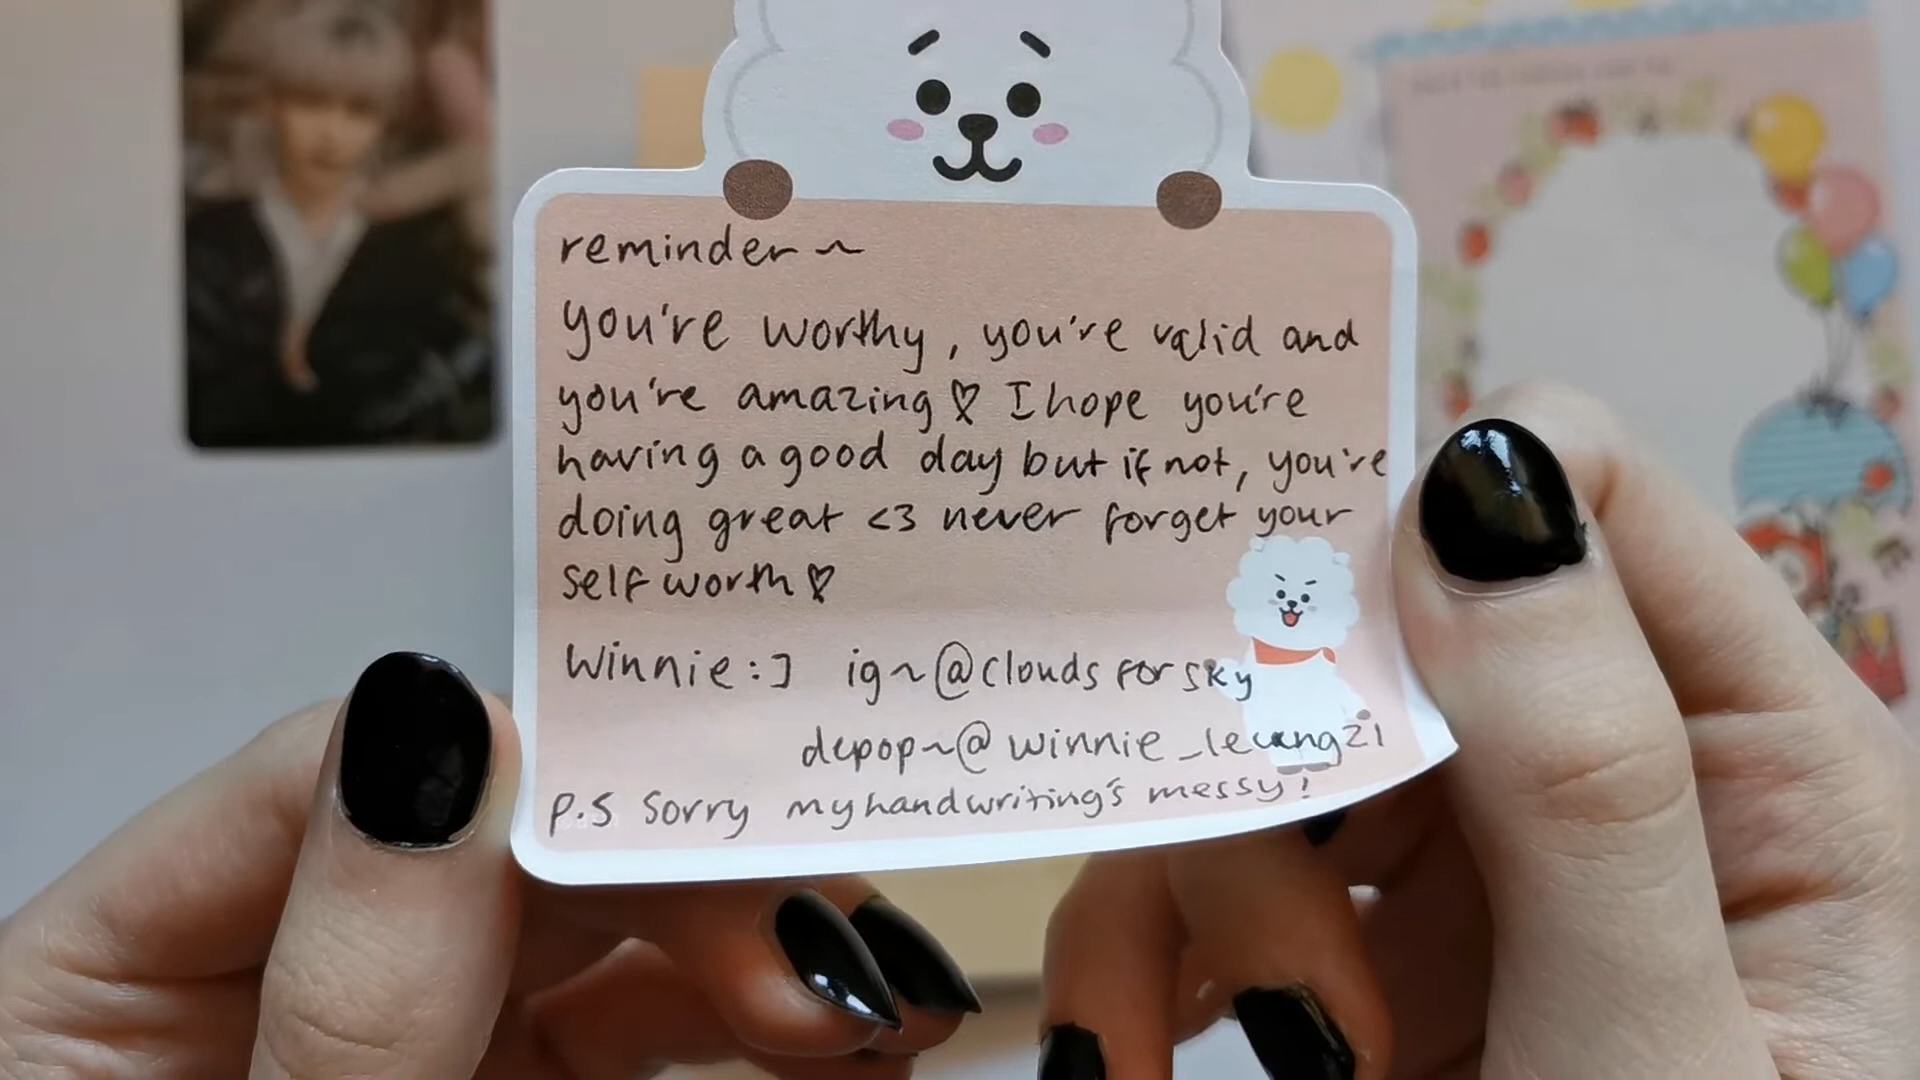 reminder ~
you're worthy, you're valid and
you're amazing ♡ I hope you're
having a good day but if not, you're
doing great <3 never forget your
self worth ♡
Winnie :] ig ~ @cloudsforsky
depop ~ @winnie_leung21
P.S Sorry my handwriting's messy!